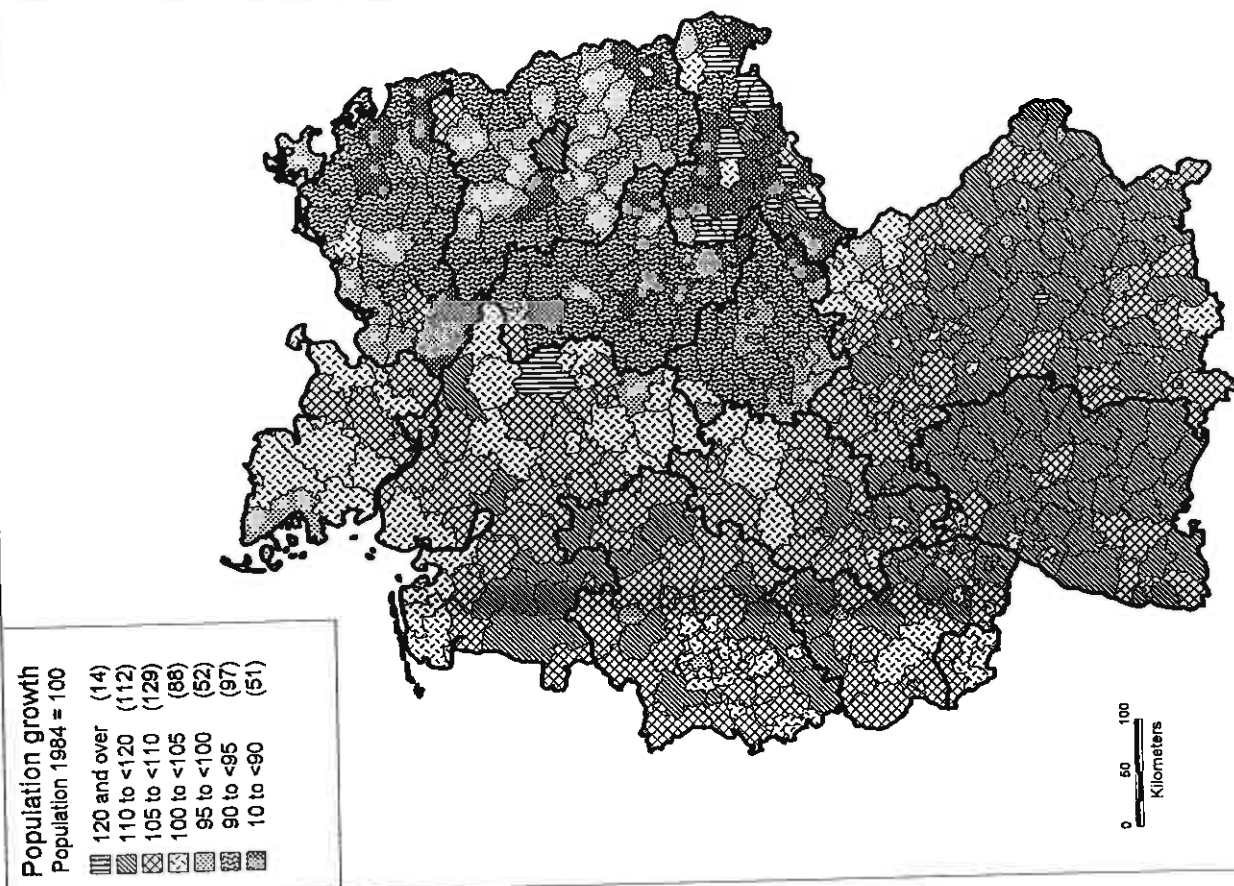 Population growth
Population 1984 = 100
120 and over (14)
110 to <120 (112)
105 to <110 (129)
100 to <105 (88)
95 to <100 (52)
90 to <95 (97)
10 to <90 (51)
0 50 100
Kilometers